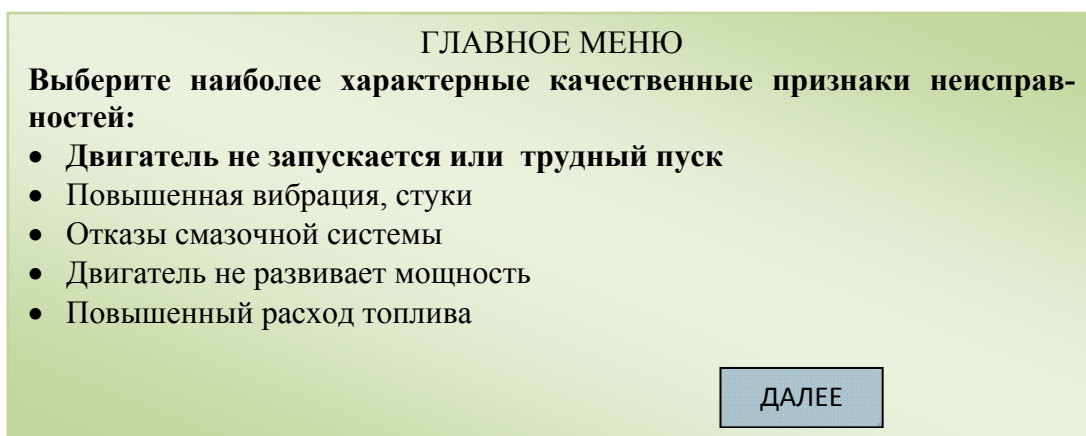 ГЛАВНОЕ МЕНЮ
Выберите наиболее характерные качественные признаки неисправ-
ностей:
• Двигатель не запускается или трудный пуск
• Повышенная вибрация, стуки
• Отказы смазочной системы
• Двигатель не развивает мощность
• Повышенный расход топлива
ДАЛЕЕ